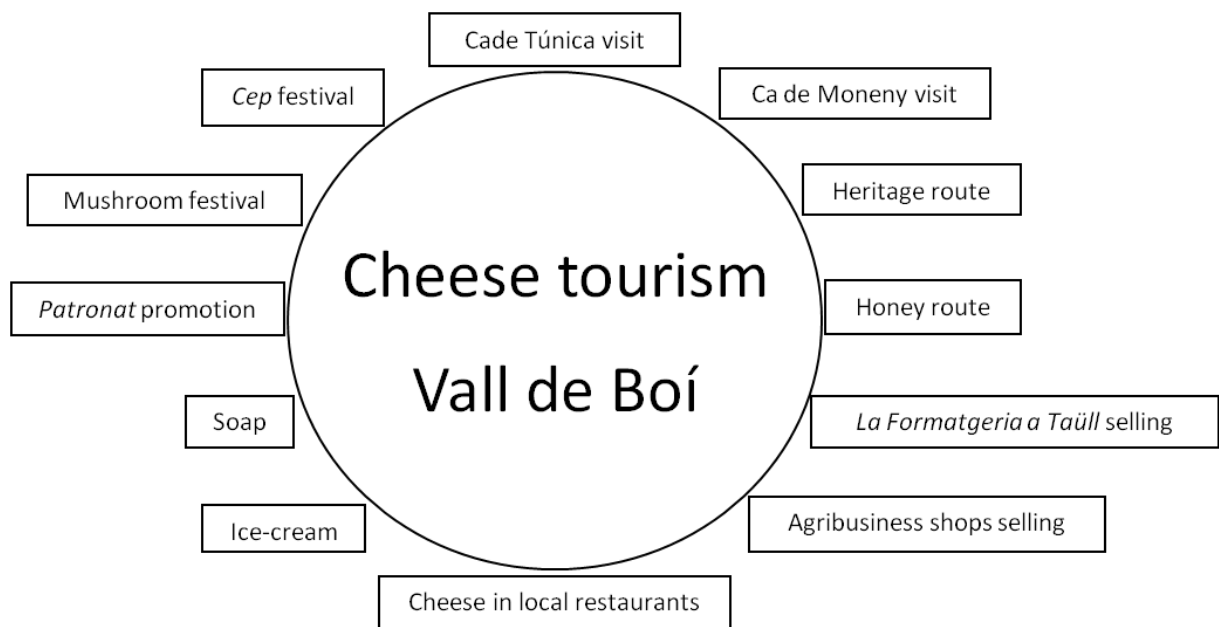 Cade Túnica visit
Cep festival
Ca de Moneny visit
Mushroom festival
Heritage route
Cheese tourism
Vall de Boí
Patronat promotion
Honey route
Soap
La Formatgeria a Taüll selling
Ice-cream
Agribusiness shops selling
Cheese in local restaurants